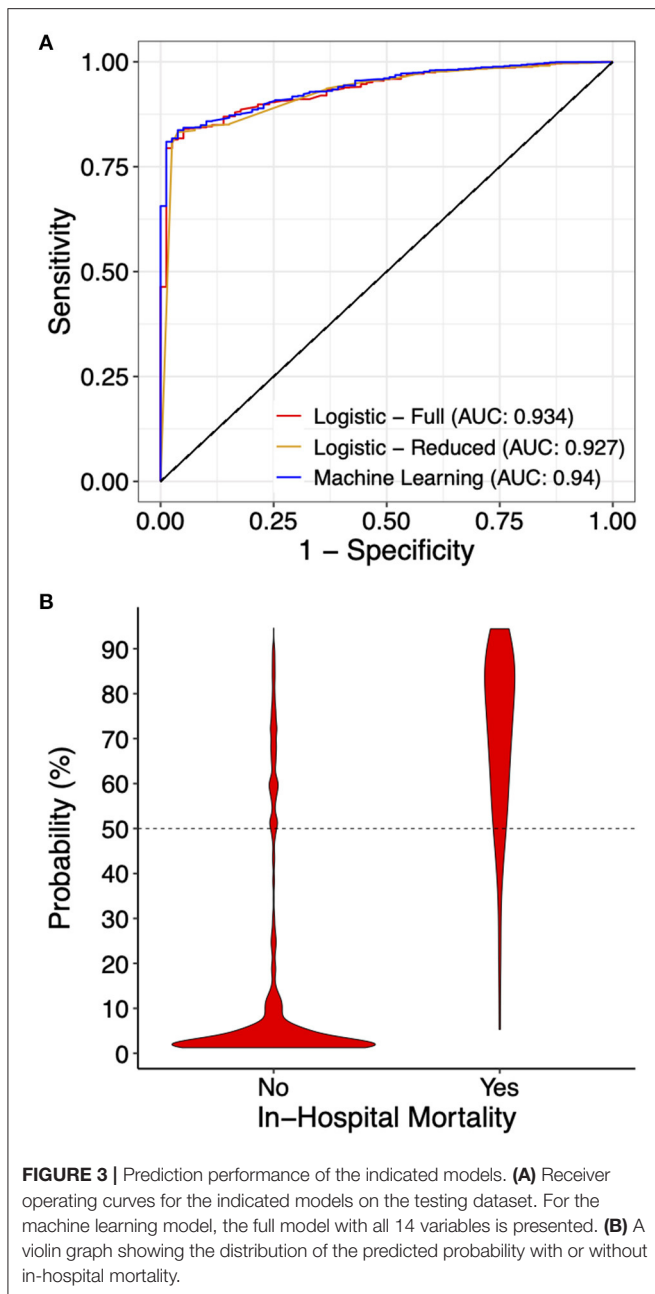 A
1.00
0.75
0.50
0.25
0.00
Sensitivity
Logistic – Full (AUC: 0.934)
Logistic – Reduced (AUC: 0.927)
Machine Learning (AUC: 0.94)
0.00 0.25 0.50 0.75 1.00
1 – Specificity
B
90
80
70
60
50
40
30
20
10
0
Probability (%)
No Yes
In–Hospital Mortality
FIGURE 3 | Prediction performance of the indicated models. (A) Receiver
operating curves for the indicated models on the testing dataset. For the
machine learning model, the full model with all 14 variables is presented. (B) A
violin graph showing the distribution of the predicted probability with or without
in-hospital mortality.